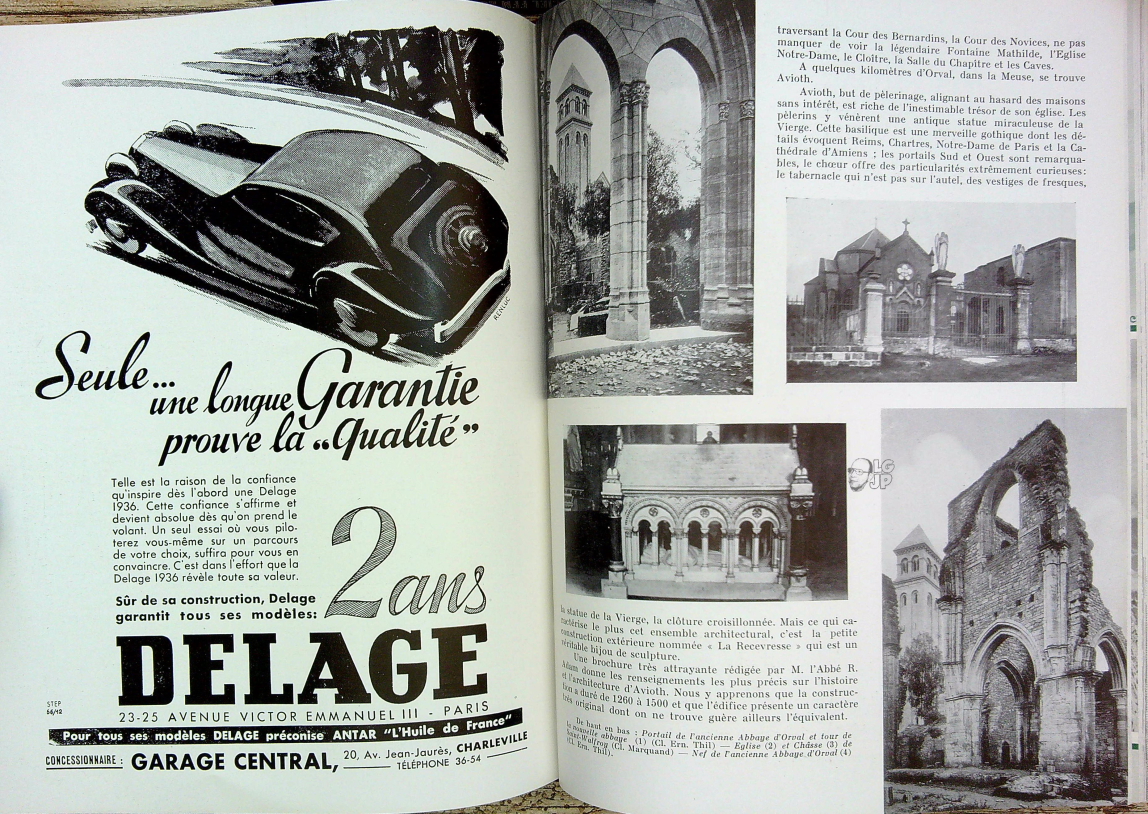 RENLUC
Seule...
une longue Garantie
prouve la “Qualité”
Telle est la raison de la confiance
qu'inspire dès l'abord une Delage
1936. Cette confiance s'affirme et
devient absolue dès qu'on prend le
volant. Un seul essai où vous pilo-
terez vous-même sur un parcours
de votre choix, suffira pour vous en
convaincre. C'est dans l'effort que la
Delage 1936 révèle toute sa valeur.
Sûr de sa construction, Delage
garantit tous ses modèles:
2 ans
DELAGE
STEP
56/12
23-25 AVENUE VICTOR EMMANUEL III - PARIS
Pour tous ses modèles DELAGE préconise ANTAR "L'Huile de France"
CONCESSIONNAIRE : GARAGE CENTRAL, 20, Av. Jean-Jaurès, CHARLEVILLE
TÉLÉPHONE 36-54
traversant la Cour des Bernardins, la Cour des Novices, ne pas
manquer de voir la légendaire Fontaine Mathilde, l'Eglise
Notre-Dame, le Cloître, la Salle du Chapitre et les Caves.
A quelques kilomètres d'Orval, dans la Meuse, se trouve
Avioth.
Avioth, but de pèlerinage, alignant au hasard des maisons
sans intérêt, est riche de l'inestimable trésor de son église. Les
pèlerins y vénèrent une antique statue miraculeuse de la
Vierge. Cette basilique est une merveille gothique dont les dé-
tails évoquent Reims, Chartres, Notre-Dame de Paris et la Ca-
thédrale d'Amiens ; les portails Sud et Ouest sont remarqua-
bles, le chœur offre des particularités extrêmement curieuses:
le tabernacle qui n'est pas sur l'autel, des vestiges de fresques,
LG
JP
la statue de la Vierge, la clôture croisillonnée. Mais ce qui ca-
ractérise le plus cet ensemble architectural, c'est la petite
construction extérieure nommée « La Recevresse » qui est un
véritable bijou de sculpture.
Une brochure très attrayante rédigée par M. l'Abbé R.
Adam donne les renseignements les plus précis sur l'histoire
et l'architecture d'Avioth. Nous y apprenons que la construc-
tion a duré de 1260 à 1500 et que l'édifice présente un caractère
très original dont on ne trouve guère ailleurs l'équivalent.
De haut en bas : Portail de l'ancienne Abbaye d'Orval et tour de
la nouvelle abbaye (1) (Cl. Ern. Thil) — Eglise (2) et Châsse (3) de
Saint-Walfroy (Cl. Marquand) — Nef de l'ancienne Abbaye d'Orval (4)
(Cl. Ern. Thil).